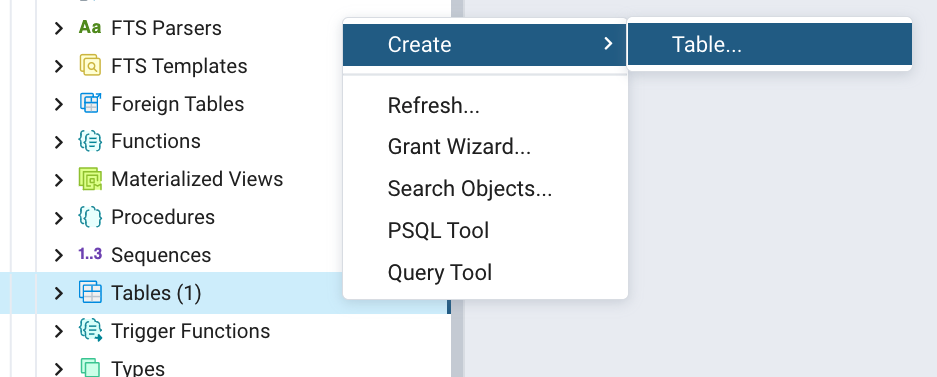 Aa FTS Parsers
FTS Templates
Foreign Tables
Functions
Materialized Views
Procedures
1..3 Sequences
Tables (1)
Trigger Functions
Types
Create
Table...
Refresh...
Grant Wizard...
Search Objects...
PSQL Tool
Query Tool